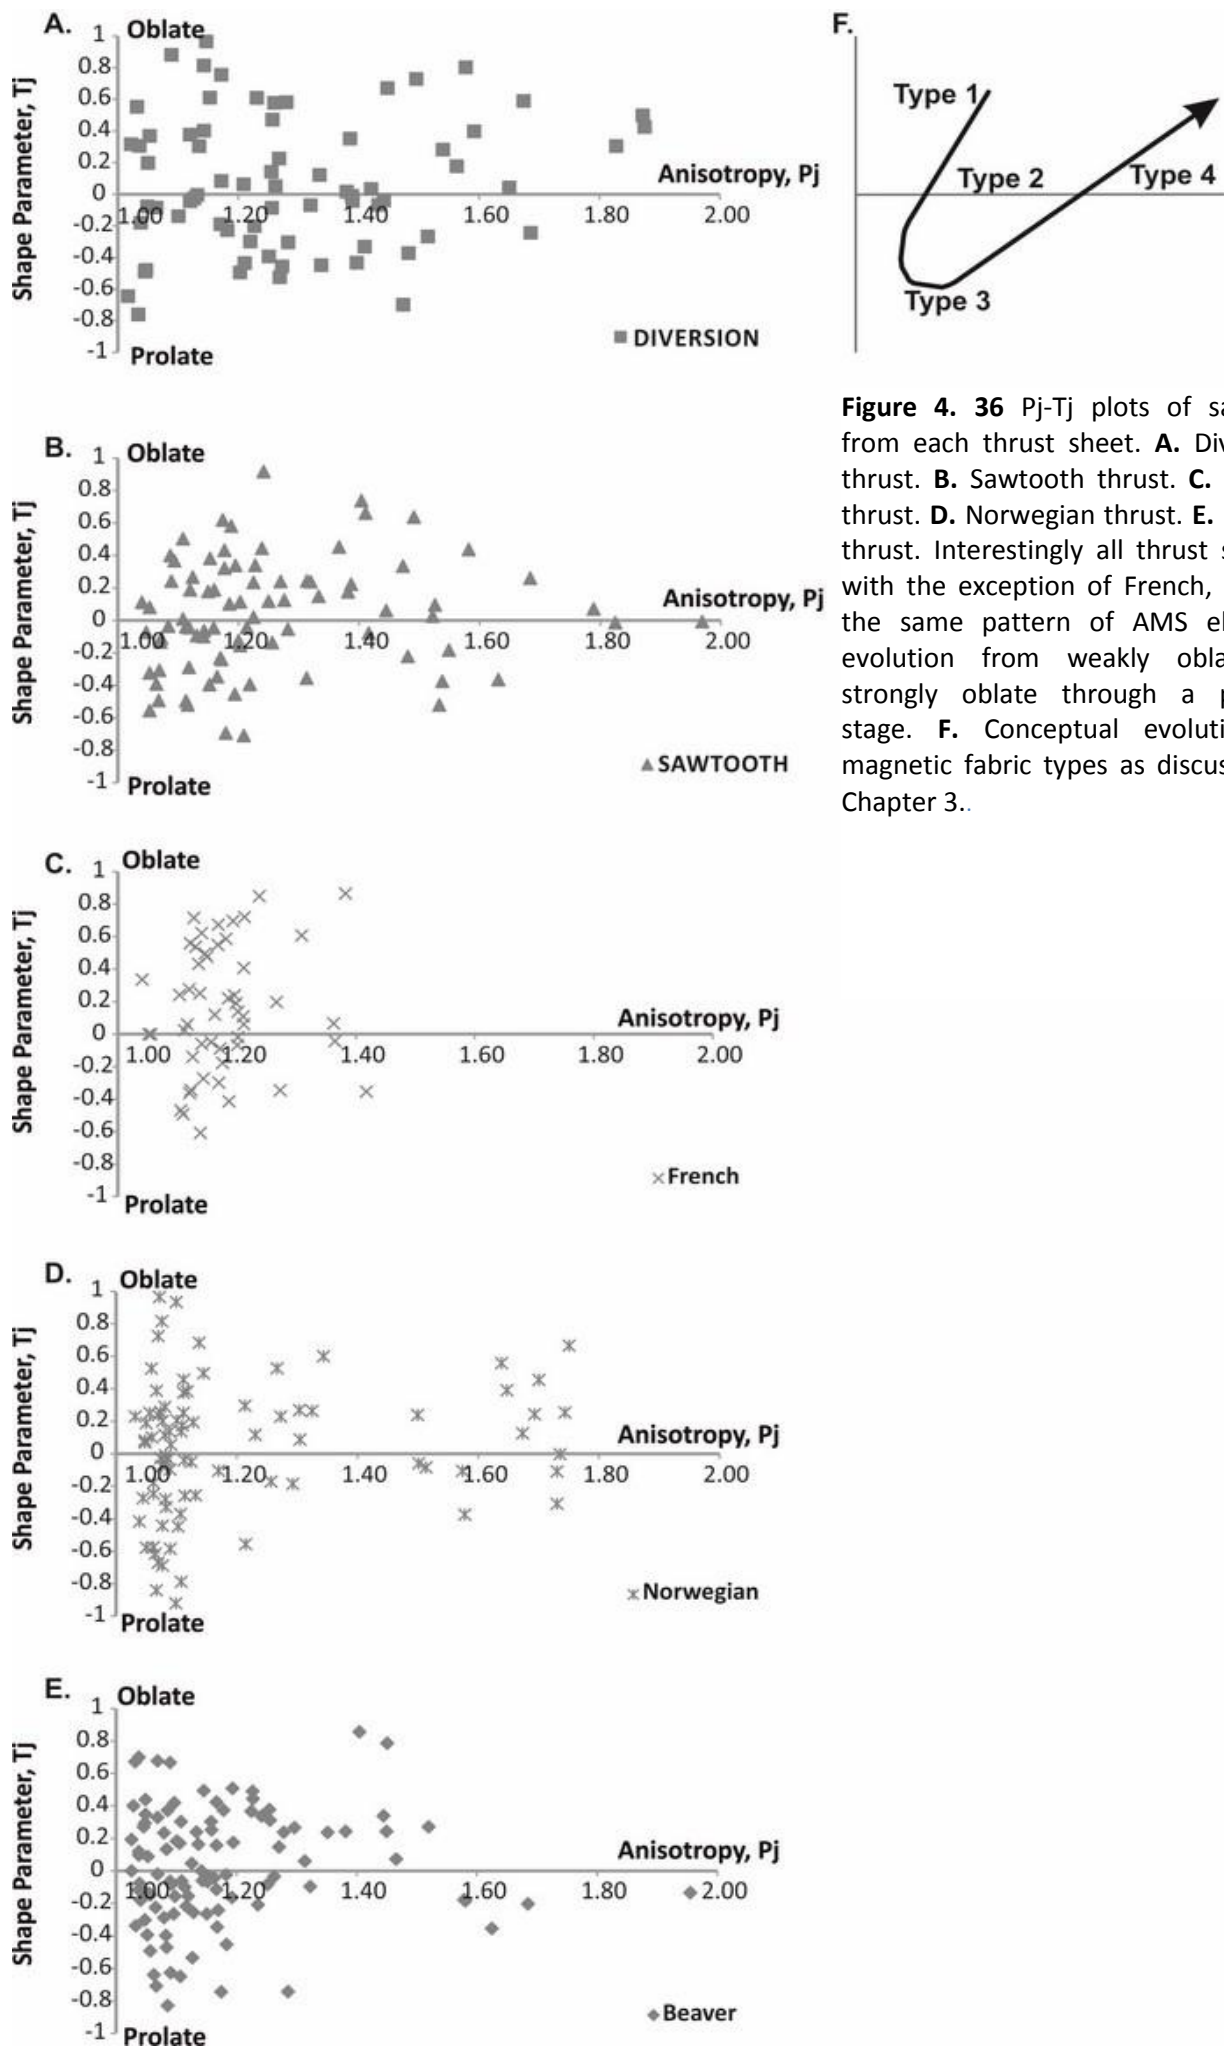 A.
Oblate
1
0.8
0.6
0.4
0.2
0
-0.2
-0.4
-0.6
-0.8
-1
Shape Parameter, Tj
Anisotropy, Pj
1.00 1.20 1.40 1.60 1.80 2.00
DIVERSION
Prolate
F.
Type 1
Type 2
Type 4
Type 3
Figure 4. 36 Pj-Tj plots of
from each thrust sheet. A.
thrust. B. Sawtooth thrust. C.
thrust. D. Norwegian thrust. E.
thrust. Interestingly all thrust
with the exception of French,
the same pattern of AMS
evolution from weakly
strongly oblate through a
stage. F. Conceptual
magnetic fabric types as
Chapter 3..
B.
Oblate
1
0.8
0.6
0.4
0.2
0
-0.2
-0.4
-0.6
-0.8
-1
Shape Parameter, Tj
Anisotropy, Pj
1.00 1.20 1.40 1.60 1.80 2.00
SAWTOOTH
Prolate
C.
Oblate
1
0.8
0.6
0.4
0.2
0
-0.2
-0.4
-0.6
-0.8
-1
Shape Parameter, Tj
Anisotropy, Pj
1.00 1.20 1.40 1.60 1.80 2.00
French
Prolate
D.
Oblate
1
0.8
0.6
0.4
0.2
0
-0.2
-0.4
-0.6
-0.8
-1
Shape Parameter, Tj
Anisotropy, Pj
1.00 1.20 1.40 1.60 1.80 2.00
Norwegian
Prolate
E.
Oblate
1
0.8
0.6
0.4
0.2
0
-0.2
-0.4
-0.6
-0.8
-1
Shape Parameter, Tj
Anisotropy, Pj
1.00 1.20 1.40 1.60 1.80 2.00
Beaver
Prolate